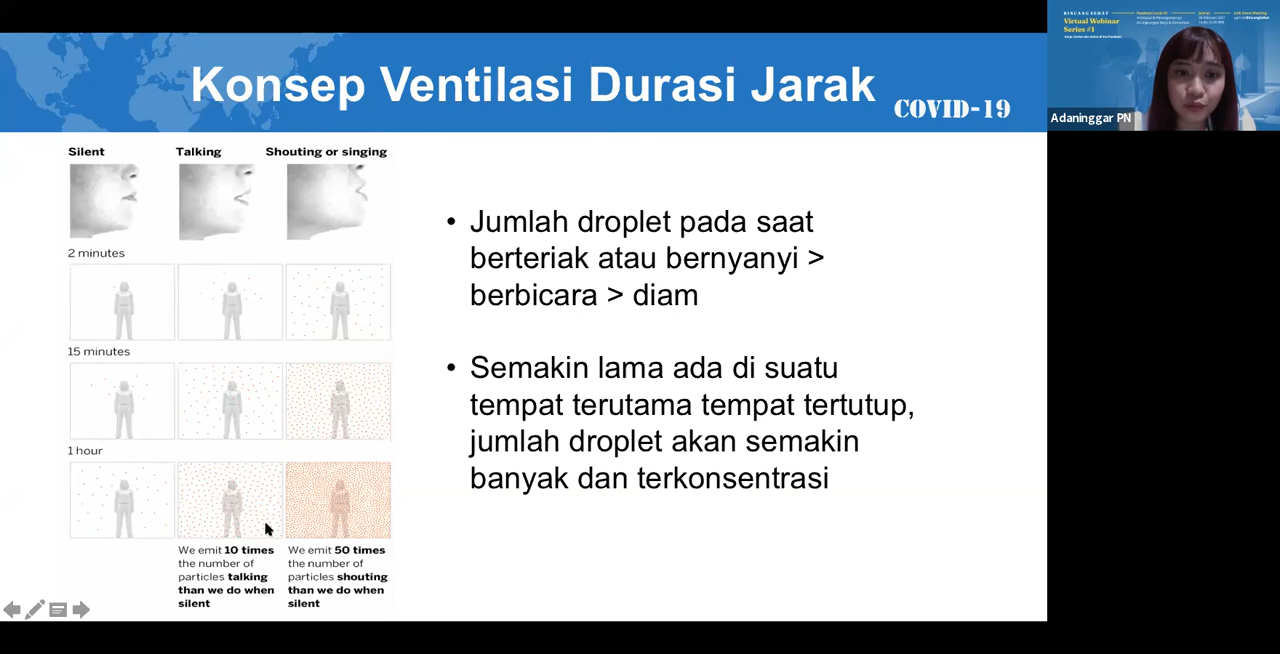 Konsep Ventilasi Durasi Jarak
COVID-19
Silent
Talking
Shouting or singing
2 minutes
15 minutes
1 hour
We emit 10 times
the number of
particles talking
than we do when
silent
We emit 50 times
the number of
particles shouting
than we do when
silent
• Jumlah droplet pada saat
berteriak atau bernyanyi >
berbicara > diam
• Semakin lama ada di suatu
tempat terutama tempat tertutup,
jumlah droplet akan semakin
banyak dan terkonsentrasi
BINCANG SEHAT
Virtual Webinar
Series #1
Adaninggar PN